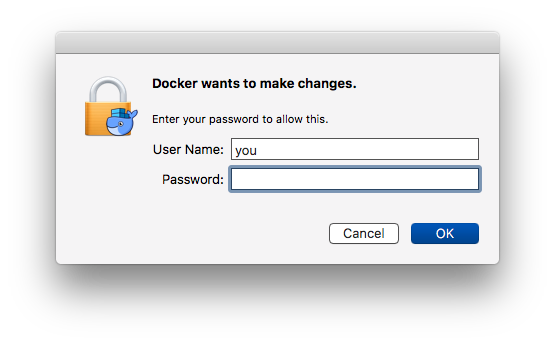 Docker wants to make changes.
Enter your password to allow this.
User Name: you
Password:
Cancel OK